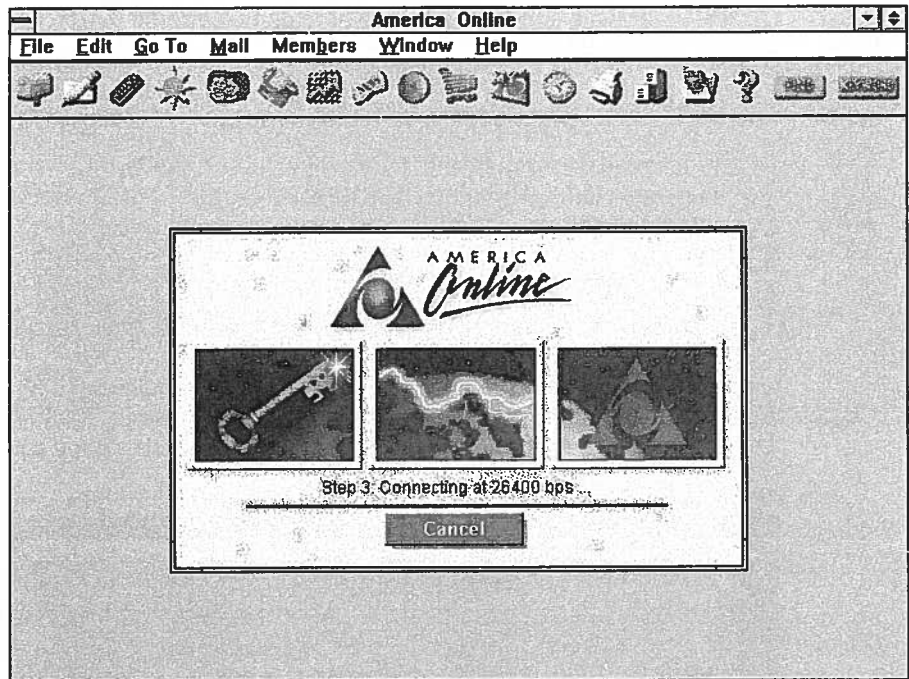 America Online
File Edit Go To Mail Members Window Help
AMERICA
Online
Step 3: Connecting at 26400 bps ...
Cancel